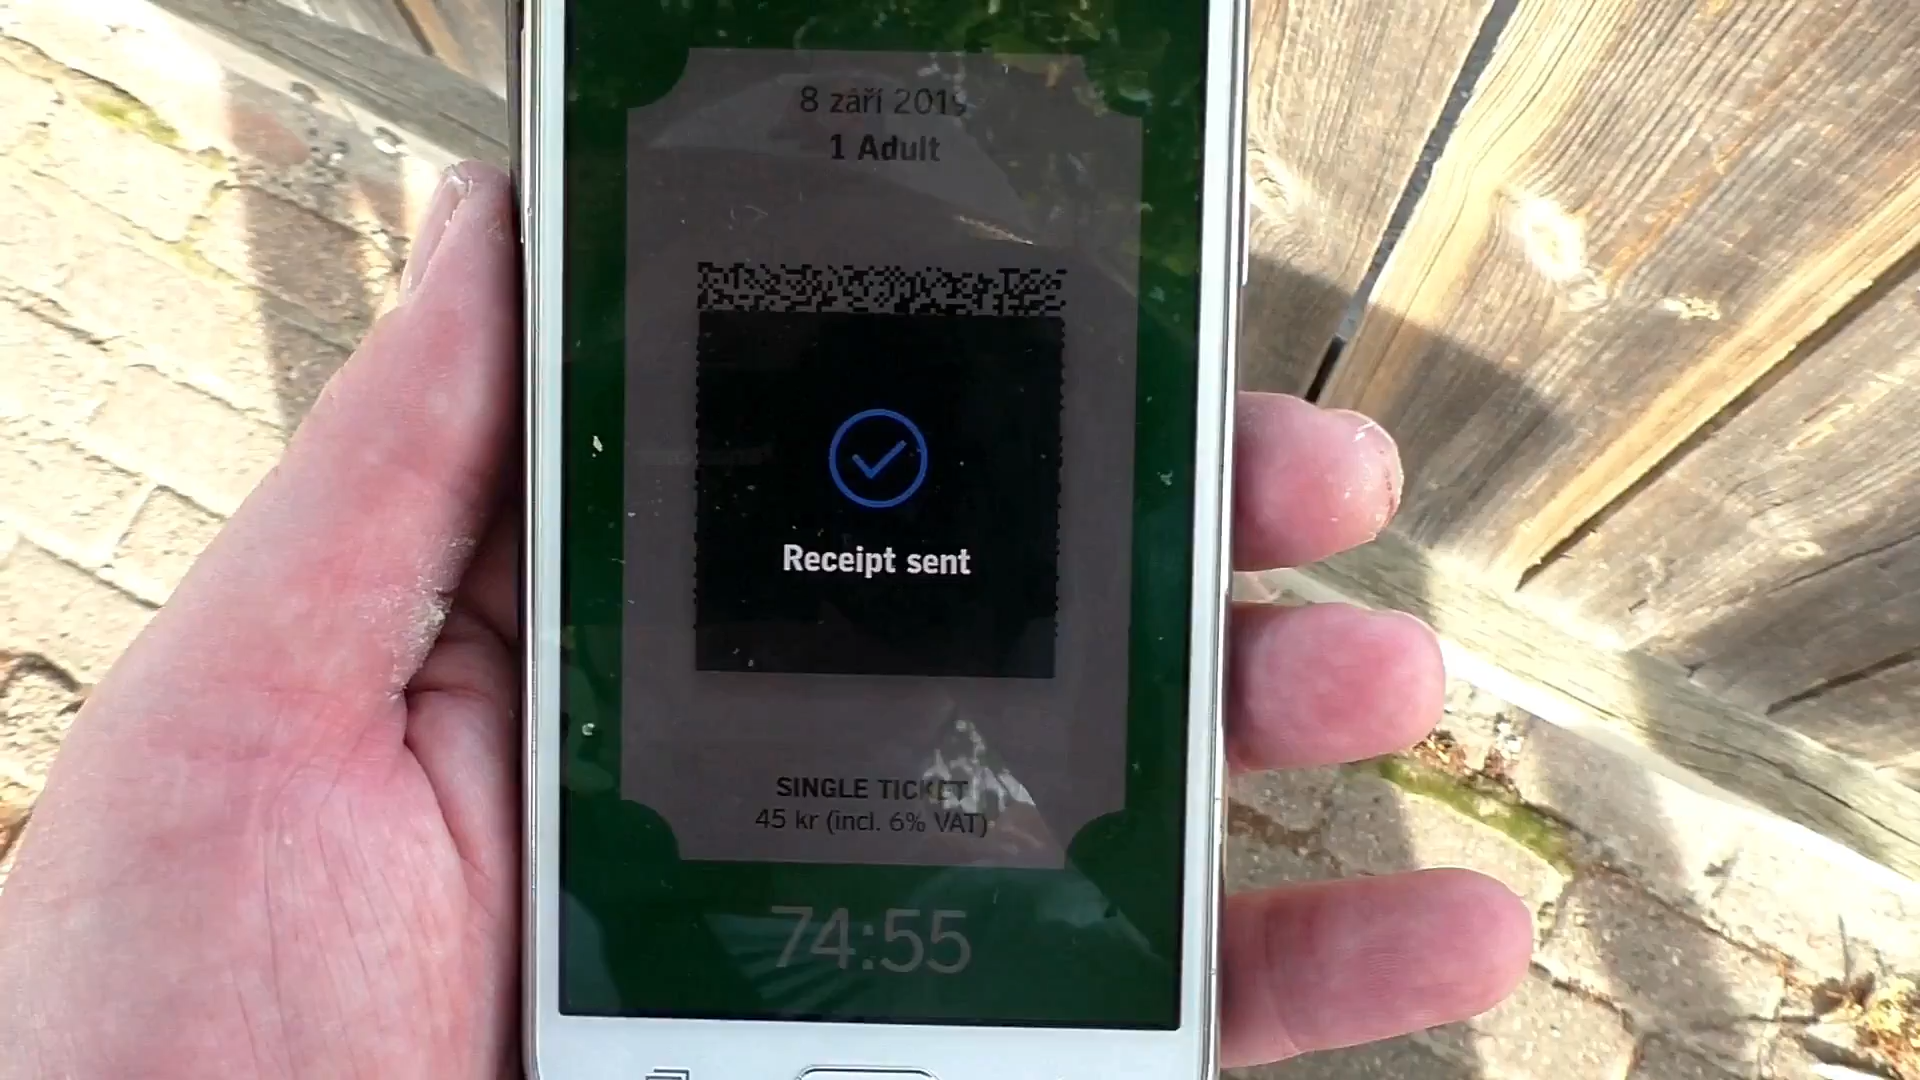 8 září 2019
1 Adult
Receipt sent
SINGLE TICKET
45 kr (incl. 6% VAT)
74:55